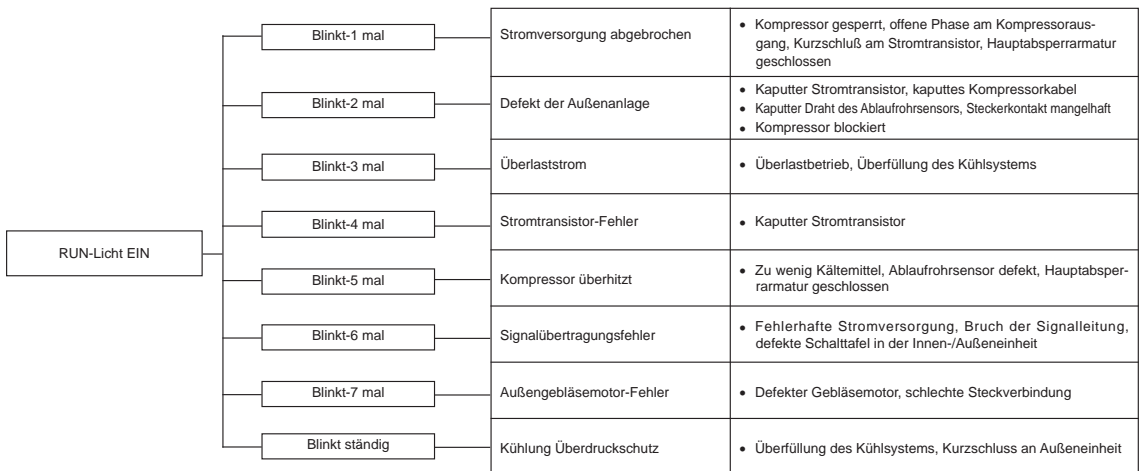 RUN-Licht EIN
Blinkt-1 mal
Stromversorgung abgebrochen
• Kompressor gesperrt, offene Phase am Kompressoraus-
gang, Kurzschluß am Stromtransistor, Hauptabsperrarmatur
geschlossen
Blinkt-2 mal
Defekt der Außenanlage
• Kaputter Stromtransistor, kaputtes Kompressorkabel
• Kaputter Draht des Ablaufrohrsensors, Steckerkontakt mangelhaft
• Kompressor blockiert
Blinkt-3 mal
Überlaststrom
• Überlastbetrieb, Überfüllung des Kühlsystems
Blinkt-4 mal
Stromtransistor-Fehler
• Kaputter Stromtransistor
Blinkt-5 mal
Kompressor überhitzt
• Zu wenig Kältemittel, Ablaufrohrsensor defekt, Hauptabsper-
rarmatur geschlossen
Blinkt-6 mal
Signalübertragungsfehler
• Fehlerhafte Stromversorgung, Bruch der Signalleitung,
defekte Schalttafel in der Innen-/Außeneinheit
Blinkt-7 mal
Außengebläsemotor-Fehler
• Defekter Gebläsemotor, schlechte Steckverbindung
Blinkt ständig
Kühlung Überdruckschutz
• Überfüllung des Kühlsystems, Kurzschluss an Außeneinheit